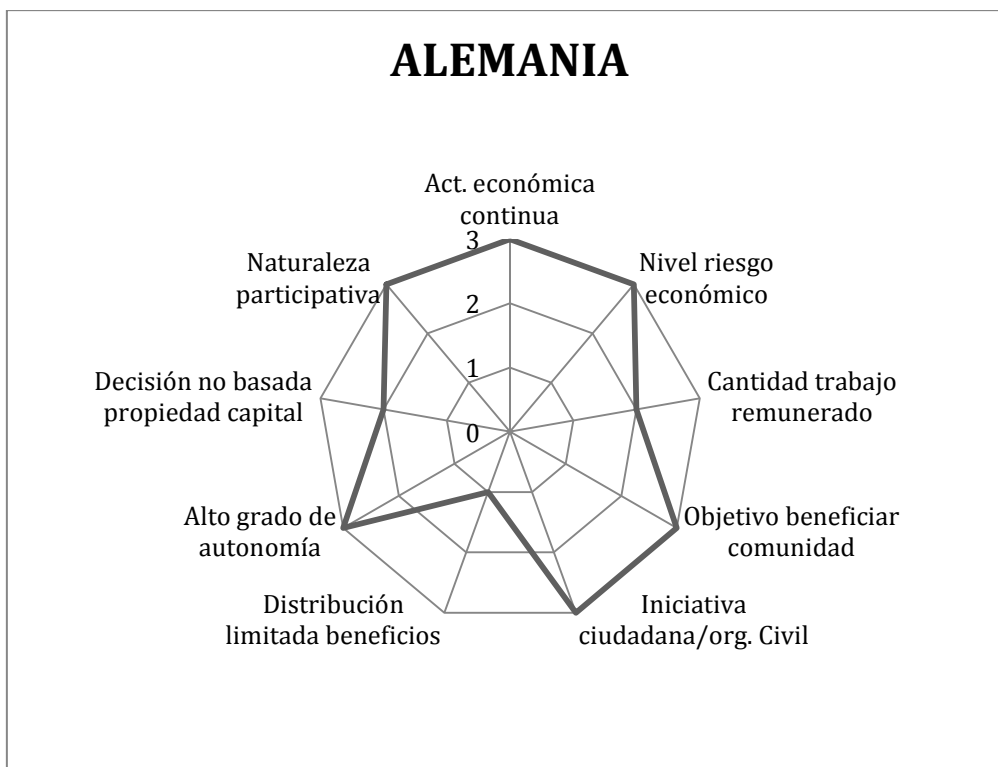 ALEMANIA
Act. económica
continua
3
2
1
0
Nivel riesgo
económico
Cantidad trabajo
remunerado
Objetivo beneficiar
comunidad
Iniciativa
ciudadana/org. Civil
Distribución
limitada beneficios
Alto grado de
autonomía
Decisión no basada
propiedad capital
Naturaleza
participativa